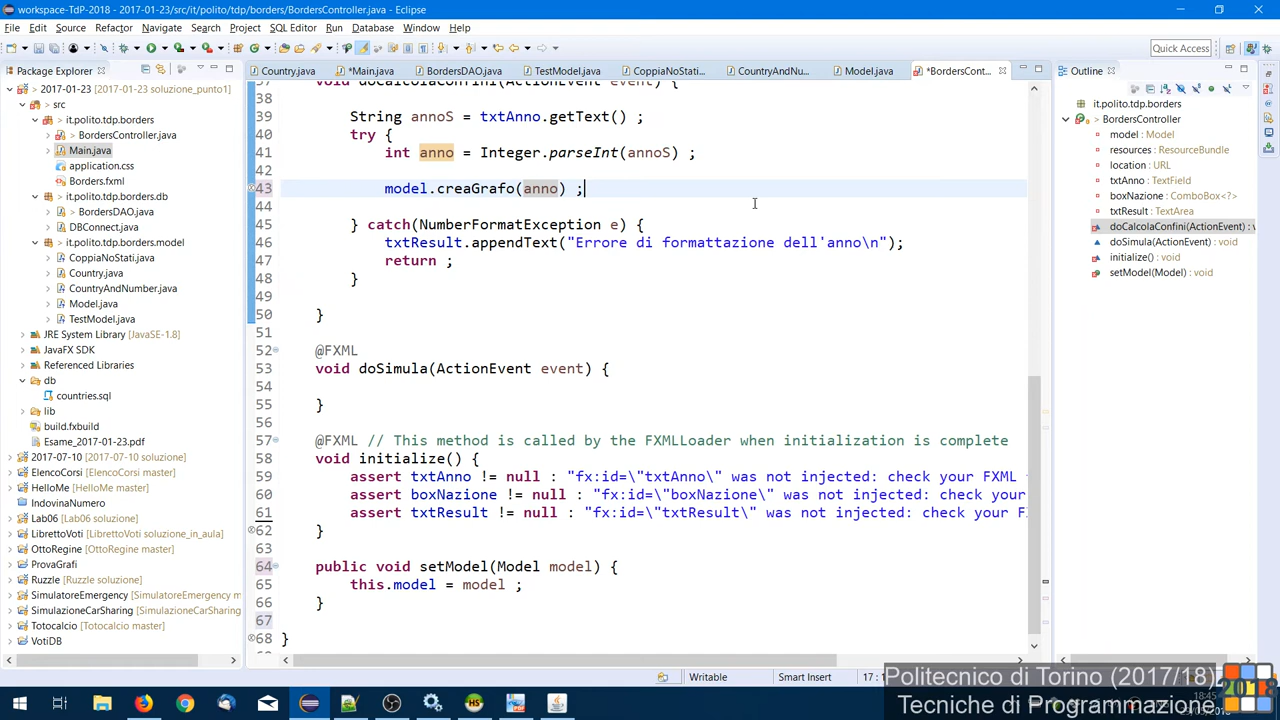 workspace-TdP-2018 - 2017-01-23/src/it/polito/tdp/borders/BordersController.java - Eclipse
File Edit Source Refactor Navigate Search Project SQL Editor Run Database Window Help
Quick Access
Package Explorer
Country.java *Main.java BordersDAO.java TestModel.java CoppiaNoStati... CountryAndNu... Model.java *BordersCont...
Outline
2017-01-23 [2017-01-23 soluzione_punto1]
src
it.polito.tdp.borders
BordersController.java
Main.java
application.css
Borders.fxml
it.polito.tdp.borders.db
BordersDAO.java
DBConnect.java
it.polito.tdp.borders.model
CoppiaNoStati.java
Country.java
CountryAndNumber.java
Model.java
TestModel.java
JRE System Library [JavaSE-1.8]
JavaFX SDK
Referenced Libraries
db
countries.sql
lib
build.fxbuild
Esame_2017-01-23.pdf
2017-07-10 [2017-07-10 soluzione]
ElencoCorsi [ElencoCorsi master]
HelloMe [HelloMe master]
IndovinaNumero
Lab06 [Lab06 soluzione]
LibrettoVoti [LibrettoVoti soluzione_in_aula]
OttoRegine [OttoRegine master]
ProvaGrafi
Ruzzle [Ruzzle soluzione]
SimulatoreEmergency [SimulatoreEmergency m
SimulazioneCarSharing [SimulazioneCarSharing
Totocalcio [Totocalcio master]
VotiDB
void doCalcolaConfini(ActionEvent event) {
38
39 String annoS = txtAnno.getText() ;
40 try {
41 int anno = Integer.parseInt(annoS) ;
42
43 model.creaGrafo(anno) ;
44
45 } catch(NumberFormatException e) {
46 txtResult.appendText("Errore di formattazione dell'anno\n");
47 return ;
48 }
49
50 }
51
52 @FXML
53 void doSimula(ActionEvent event) {
54
55 }
56
57 @FXML // This method is called by the FXMLLoader when initialization is complete
58 void initialize() {
59 assert txtAnno != null : "fx:id=\"txtAnno\" was not injected: check your FXML
60 assert boxNazione != null : "fx:id=\"boxNazione\" was not injected: check your
61 assert txtResult != null : "fx:id=\"txtResult\" was not injected: check your F
62 }
63
64 public void setModel(Model model) {
65 this.model = model ;
66 }
67
68 }
it.polito.tdp.borders
BordersController
model : Model
resources : ResourceBundle
location : URL
txtAnno : TextField
boxNazione : ComboBox<?>
txtResult : TextArea
doCalcolaConfini(ActionEvent) : void
doSimula(ActionEvent) : void
initialize() : void
setModel(Model) : void
Writable Smart Insert 17 :
Politecnico di Torino (2017/18)
Tecniche di Programmazione
2018
18:45